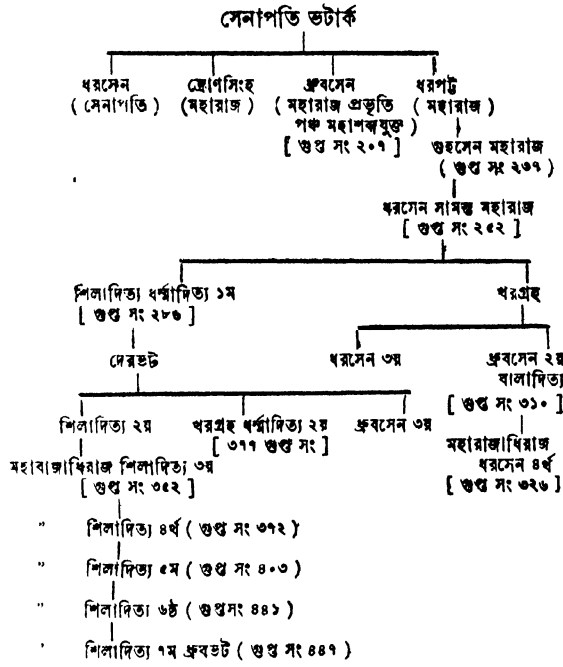 সেনাপতি ভটার্ক
ধরসেন দ্রোণসিংহ ধ্রুবসেন ধরপট্ট
( সেনাপতি ) (মহারাজ) ( মহারাজ প্রভৃতি ( মহারাজ )
পঞ্চ মহাশব্দযুক্ত )
[ গুপ্ত সং ২০৭ ] গুহসেন মহারাজ
( গুপ্ত সং ২৩৭ )
ধরসেন সামন্ত মহারাজ
[ গুপ্ত সং ২৫২ ]
শিলাদিত্য ধর্ম্মাদিত্য ১ম খরগ্রহ
[ গুপ্ত সং ২৮৬ ]
দেরভট ধরসেন ৩য় ধ্রুবসেন ২য়
বালাদিত্য
[ গুপ্ত সং ৩১০ ]
শিলাদিত্য ২য় খরগ্রহ ধর্ম্মাদিত্য ২য় ধ্রুবসেন ৩য়
[ ৩৭৭ গুপ্ত সং ] মহারাজাধিরাজ
মহাবাজাধিরাজ শিলাদিত্য ৩য় ধরসেন ৪র্থ
[ গুপ্ত সং ৩৫২ ] [ গুপ্ত সং ৩২৬ ]
" শিলাদিত্য ৪র্থ ( গুপ্ত সং ৩৭২ )
" শিলাদিত্য ৫ম ( গুপ্ত সং ৪০৩ )
" শিলাদিত্য ৬ষ্ঠ ( গুপ্তসং ৪৪১ )
' শিলাদিত্য ৭ম ধ্রুবভট ( গুপ্ত সং ৪৪৭ )